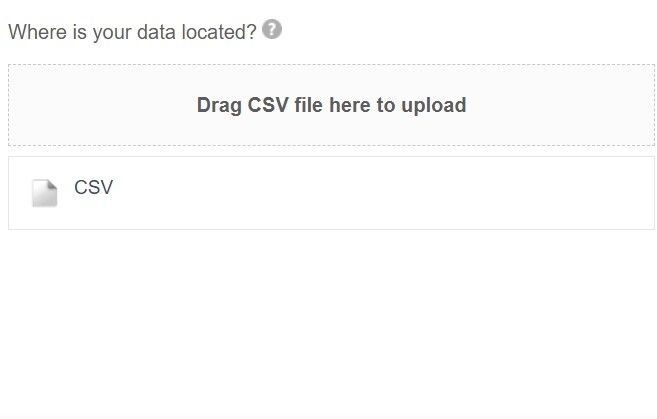 Where is your data located? ?
Drag CSV file here to upload
CSV